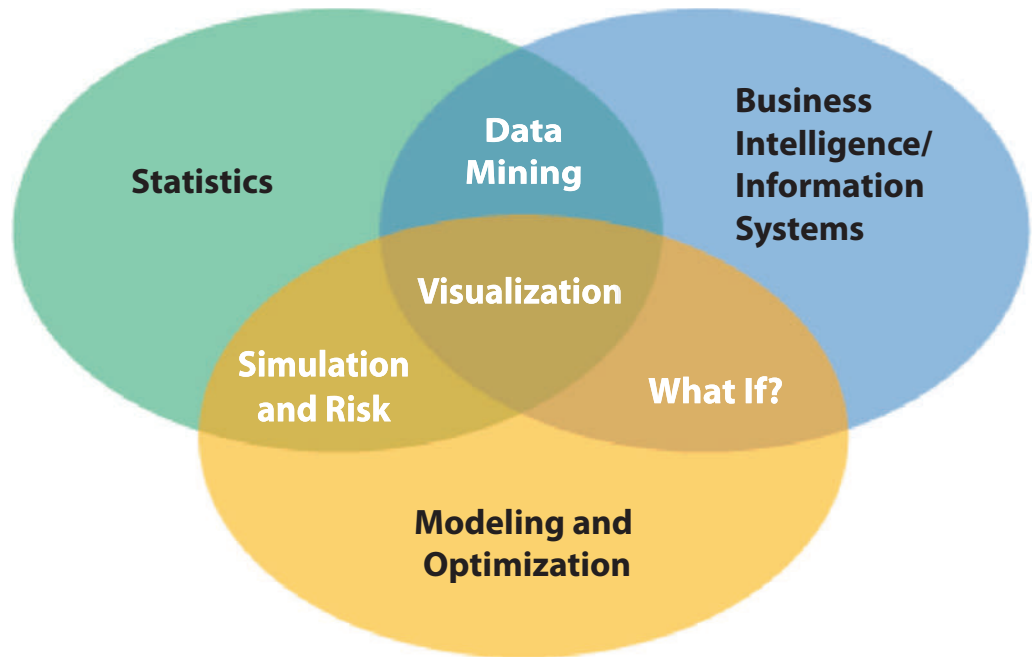 Statistics
Data
Mining
Business
Intelligence/
Information
Systems
Visualization
Simulation
and Risk
What If?
Modeling and
Optimization